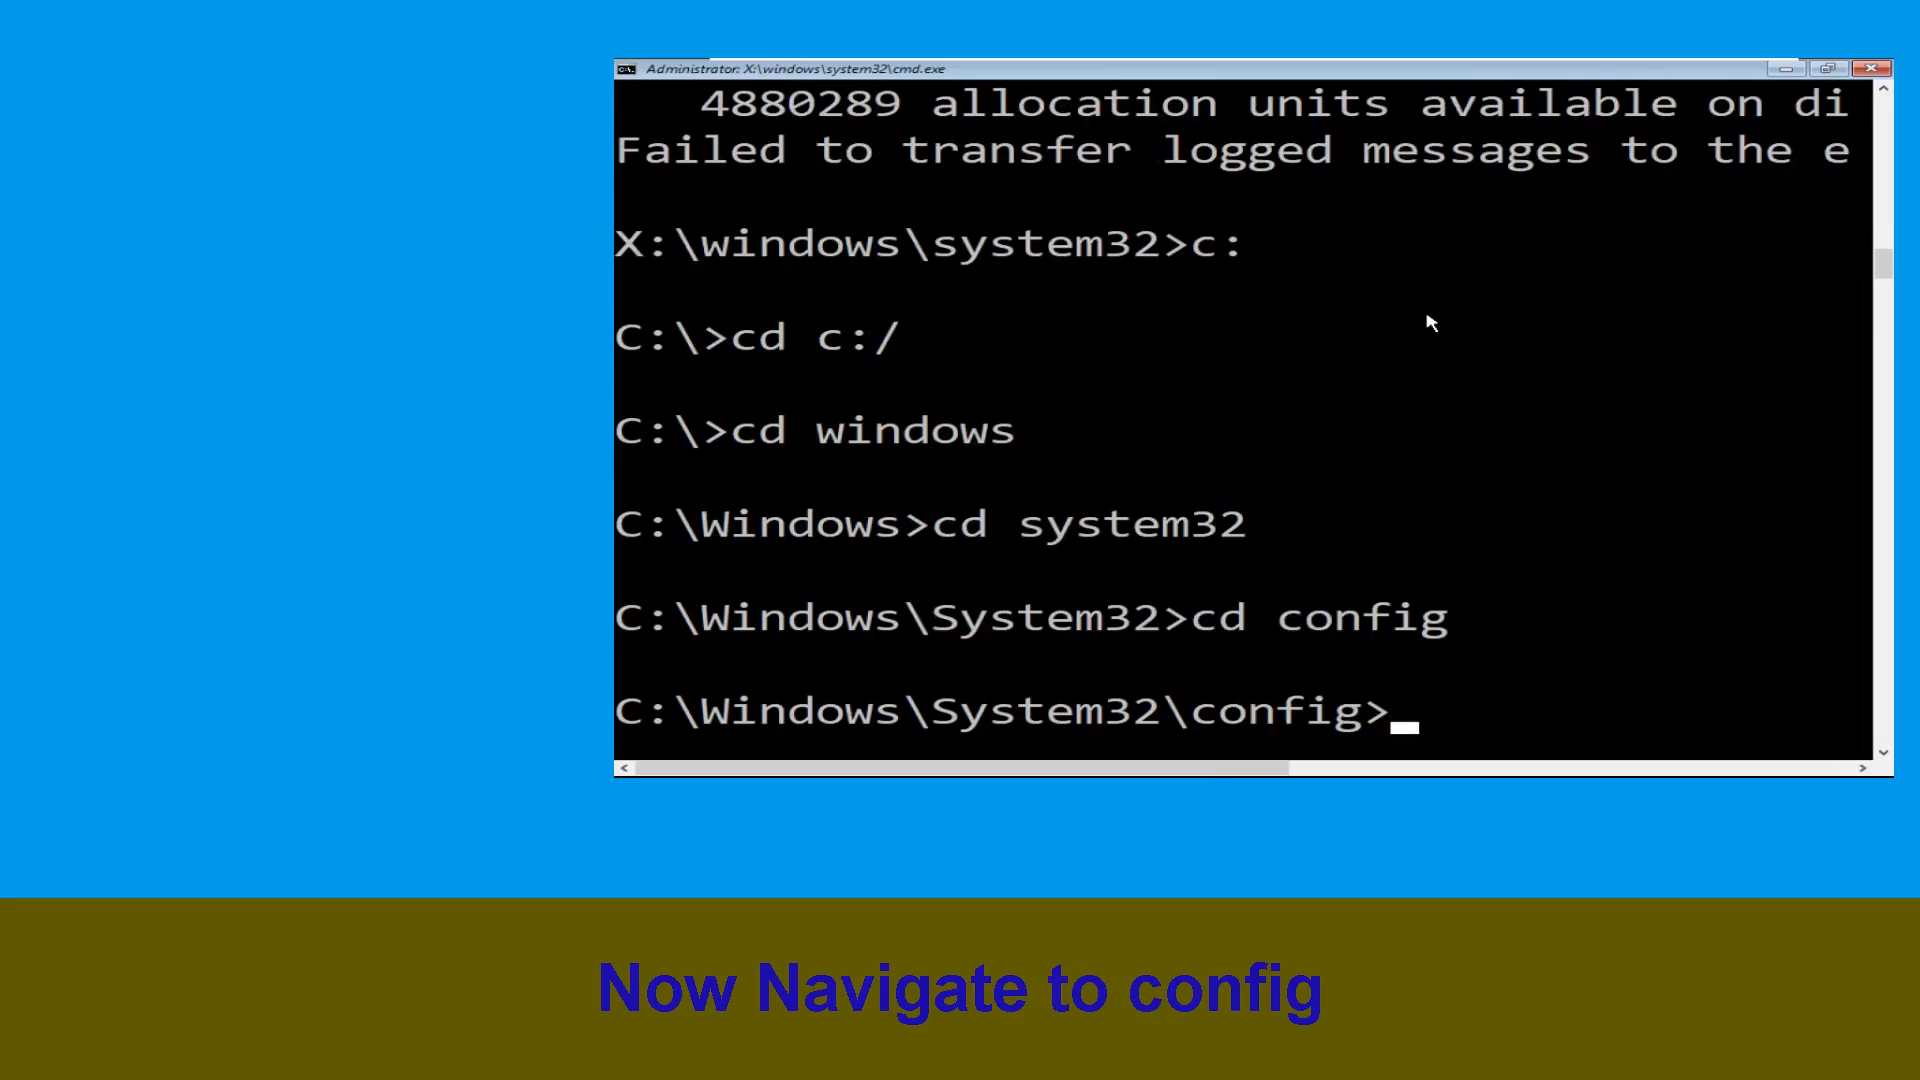 Administrator: X:\windows\system32\cmd.exe
4880289 allocation units available on di
Failed to transfer logged messages to the e
X:\windows\system32>c:
C:\>cd c:/
C:\>cd windows
C:\Windows>cd system32
C:\Windows\System32>cd config
C:\Windows\System32\config>
Now Navigate to config